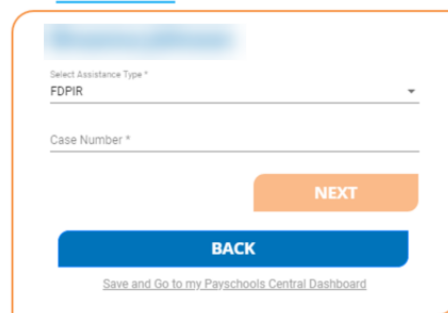 Select Assistance Type *
FDPIR
Case Number *
NEXT
BACK
Save and Go to my Payschools Central Dashboard